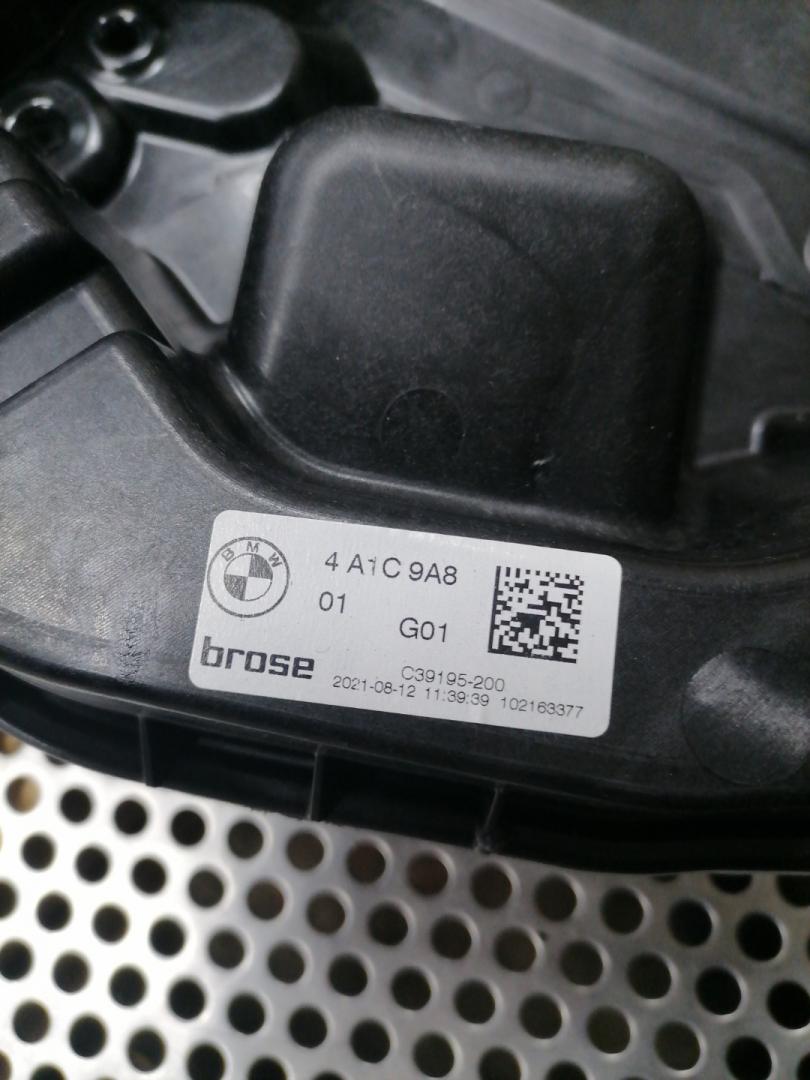 BMW
4 A1C 9A8
01
G01
brose
C39195-200
2021-08-12 11:39:39 102163377